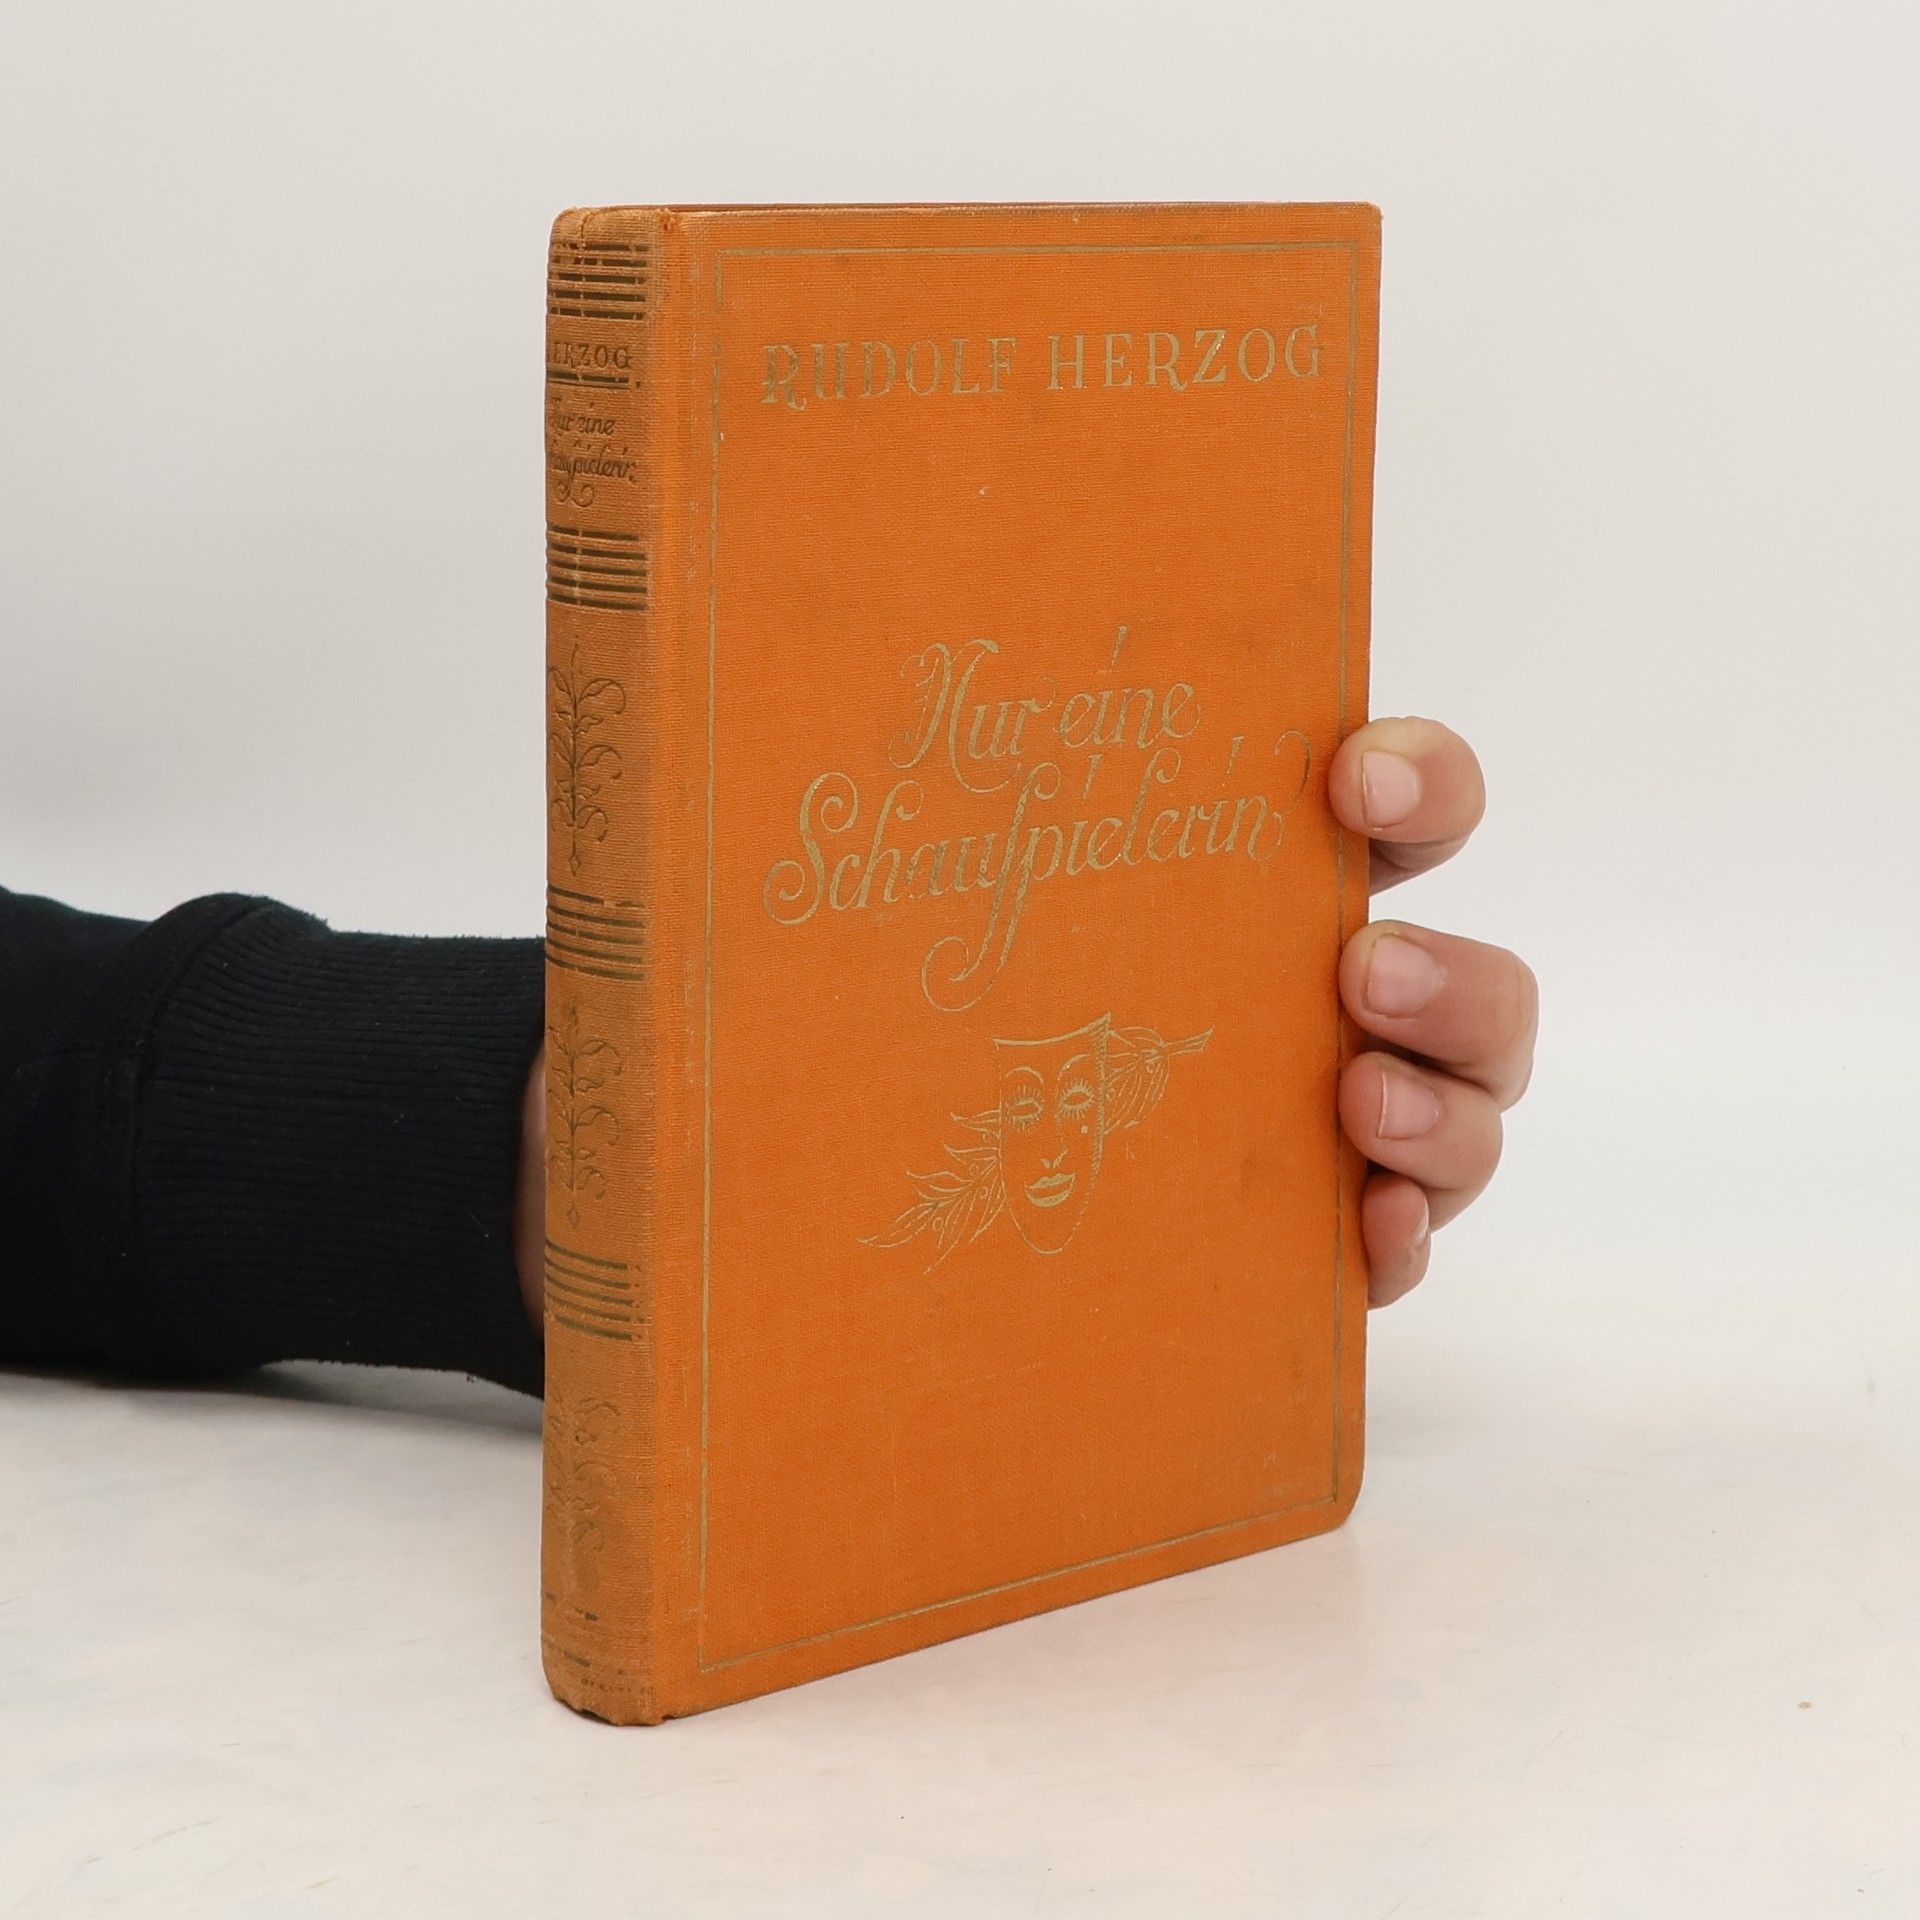 RUDOLF HERZOG
Nur eine
Schauſpielerin
HERZOG
Nur eine
Schauſpielerin